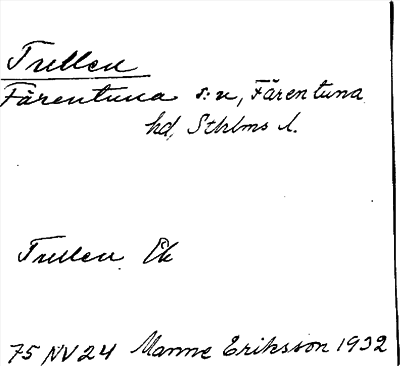 Trullen
Färentuna s:n, Färentuna
hd, Sthlms l.
Trullen Ek
75 NV 24 Manne Eriksson 1932